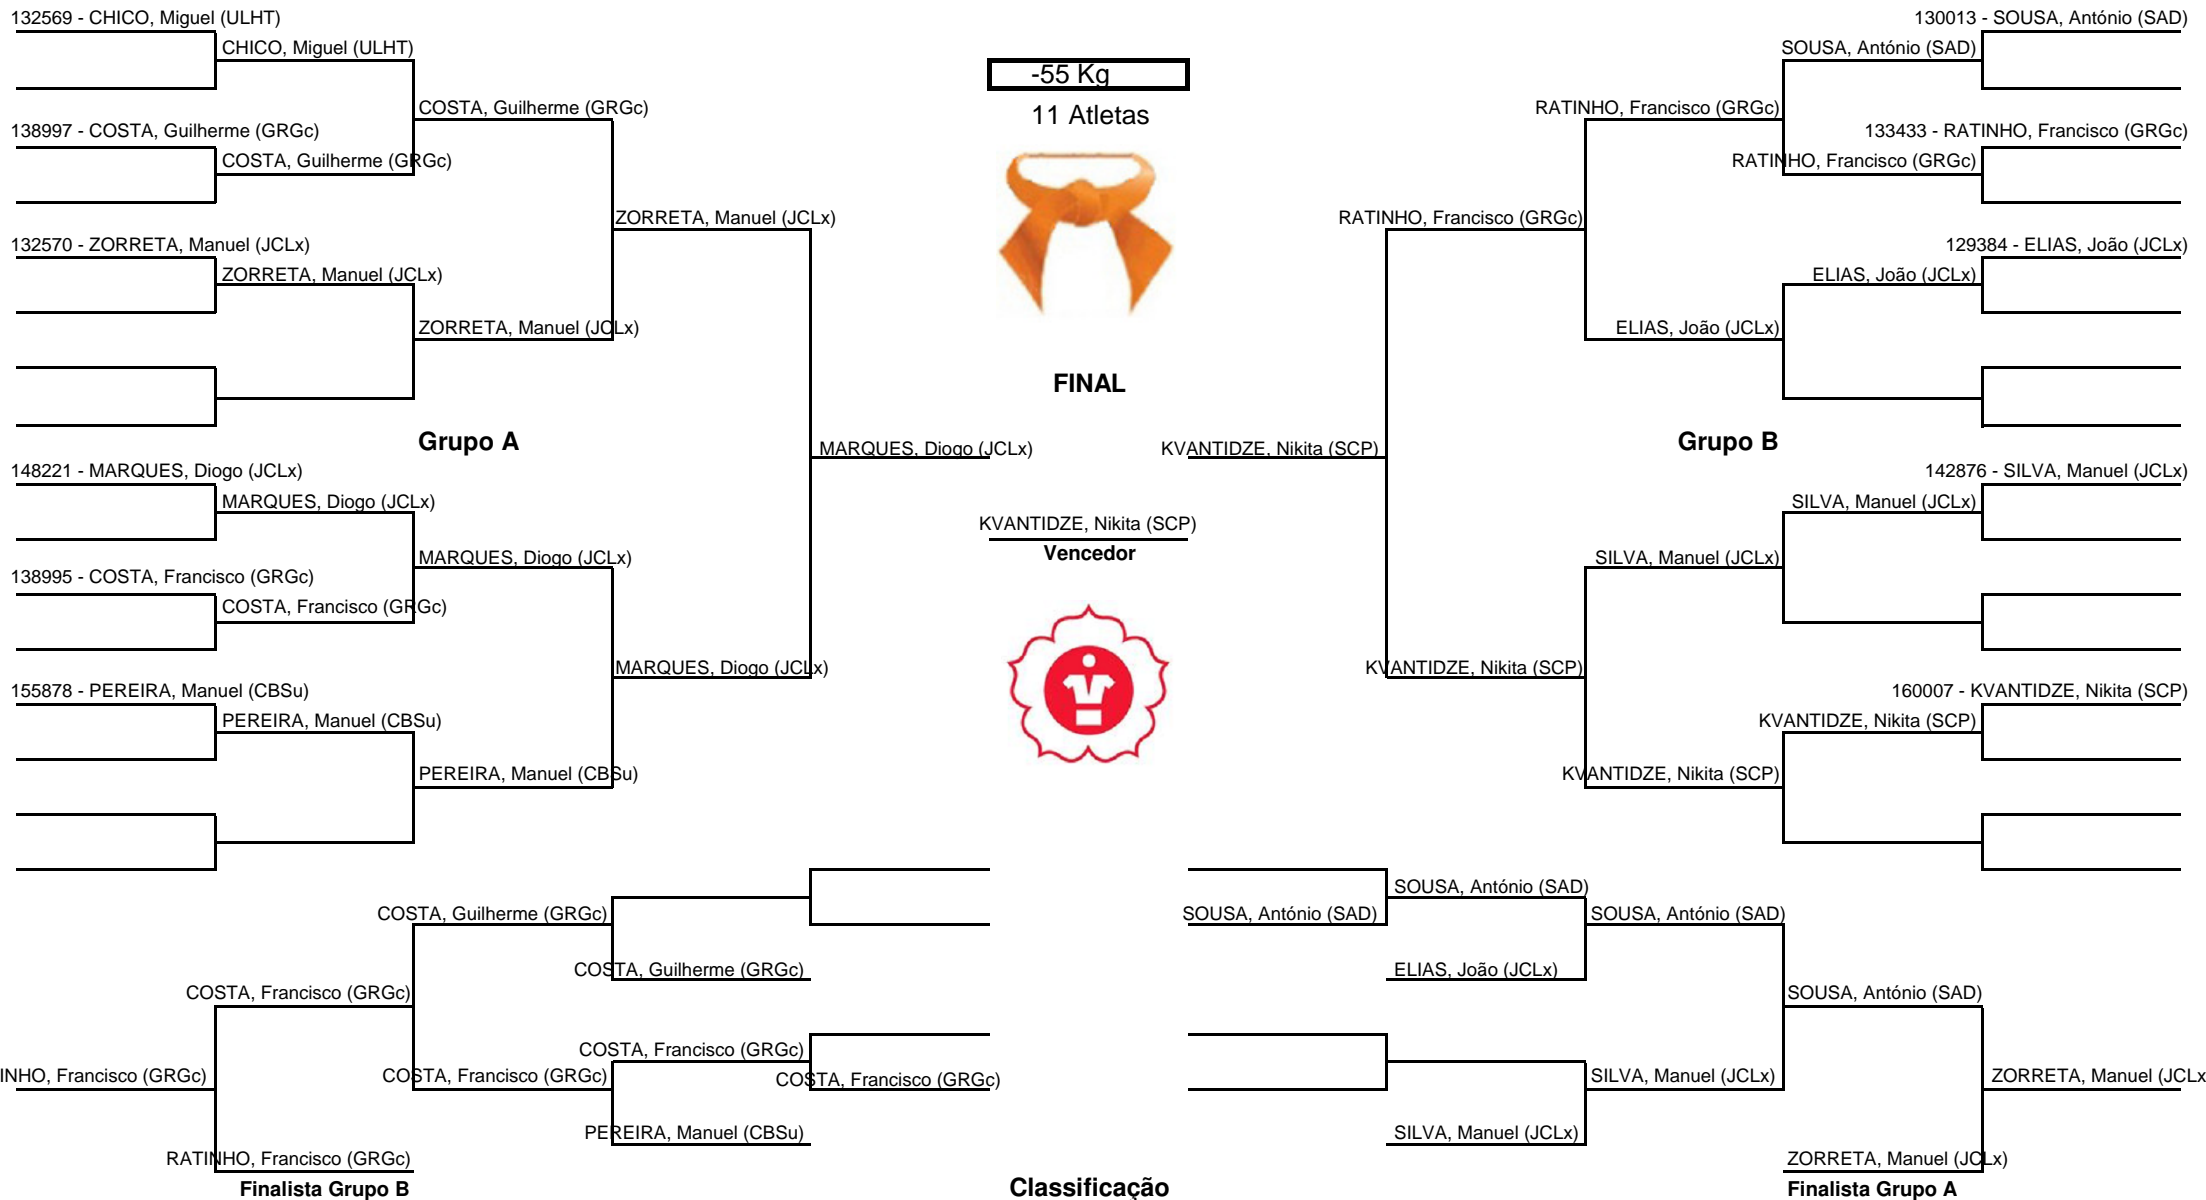 132569 - CHICO, Miguel (ULHT)
CHICO, Miguel (ULHT)
COSTA, Guilherme (GRGc)
138997 - COSTA, Guilherme (GRGc)
COSTA, Guilherme (GRGc)
ZORRETA, Manuel (JCLx)
132570 - ZORRETA, Manuel (JCLx)
ZORRETA, Manuel (JCLx)
ZORRETA, Manuel (JCLx)
Grupo A
MARQUES, Diogo (JCLx)
148221 - MARQUES, Diogo (JCLx)
MARQUES, Diogo (JCLx)
MARQUES, Diogo (JCLx)
138995 - COSTA, Francisco (GRGc)
COSTA, Francisco (GRGc)
MARQUES, Diogo (JCLx)
155878 - PEREIRA, Manuel (CBSu)
PEREIRA, Manuel (CBSu)
PEREIRA, Manuel (CBSu)
-55 Kg
11 Atletas
FINAL
KVANTIDZE, Nikita (SCP)
Vencedor
130013 - SOUSA, António (SAD)
SOUSA, António (SAD)
RATINHO, Francisco (GRGc)
133433 - RATINHO, Francisco (GRGc)
RATINHO, Francisco (GRGc)
RATINHO, Francisco (GRGc)
129384 - ELIAS, João (JCLx)
ELIAS, João (JCLx)
ELIAS, João (JCLx)
Grupo B
KVANTIDZE, Nikita (SCP)
142876 - SILVA, Manuel (JCLx)
SILVA, Manuel (JCLx)
SILVA, Manuel (JCLx)
KVANTIDZE, Nikita (SCP)
160007 - KVANTIDZE, Nikita (SCP)
KVANTIDZE, Nikita (SCP)
KVANTIDZE, Nikita (SCP)
COSTA, Guilherme (GRGc)
COSTA, Guilherme (GRGc)
COSTA, Francisco (GRGc)
COSTA, Francisco (GRGc)
COSTA, Francisco (GRGc)
COSTA, Francisco (GRGc)
INHO, Francisco (GRGc)
PEREIRA, Manuel (CBSu)
RATINHO, Francisco (GRGc)
Finalista Grupo B
SOUSA, António (SAD)
SOUSA, António (SAD)
SOUSA, António (SAD)
ELIAS, João (JCLx)
SOUSA, António (SAD)
SILVA, Manuel (JCLx)
ZORRETA, Manuel (JCLx
SILVA, Manuel (JCLx)
ZORRETA, Manuel (JCLx)
Classificação
Finalista Grupo A